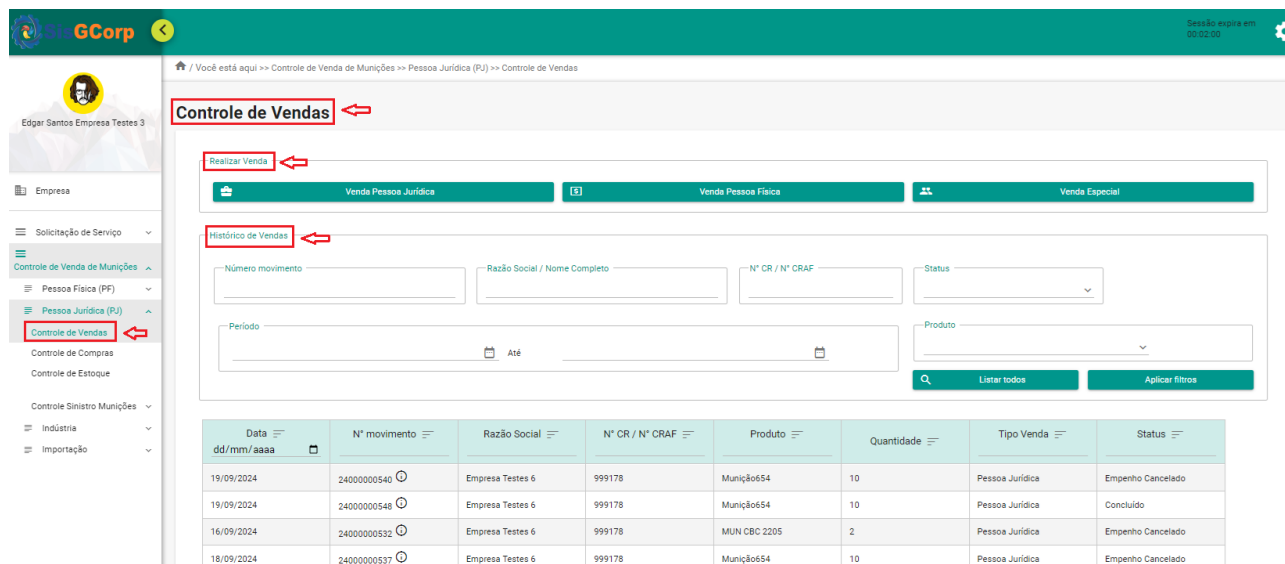 GCorp
Sessão expira em
00:02:00
/ Você está aqui >> Controle de Venda de Munições >> Pessoa Jurídica (PJ) >> Controle de Vendas
Edgar Santos Empresa Testes 3
Empresa
Solicitação de Serviço
Controle de Venda de Munições
Pessoa Física (PF)
Pessoa Jurídica (PJ)
Controle de Vendas
Controle de Compras
Controle de Estoque
Controle Sinistro Munições
Indústria
Importação
Controle de Vendas
Realizar Venda
Venda Pessoa Jurídica Venda Pessoa Física Venda Especial
Histórico de Vendas
Número movimento Razão Social / Nome Completo N° CR / N° CRAF Status
Período Até Produto
Listar todos Aplicar filtros
Data N° movimento Razão Social N° CR / N° CRAF Produto Quantidade Tipo Venda Status
dd/mm/aaaa
19/09/2024 24000000540 Empresa Testes 6 999178 Munição654 10 Pessoa Jurídica Empenho Cancelado
19/09/2024 24000000548 Empresa Testes 6 999178 Munição654 10 Pessoa Jurídica Concluído
16/09/2024 24000000532 Empresa Testes 6 999178 MUN CBC 2205 2 Pessoa Jurídica Empenho Cancelado
18/09/2024 24000000537 Empresa Testes 6 999178 Munição654 10 Pessoa Jurídica Empenho Cancelado